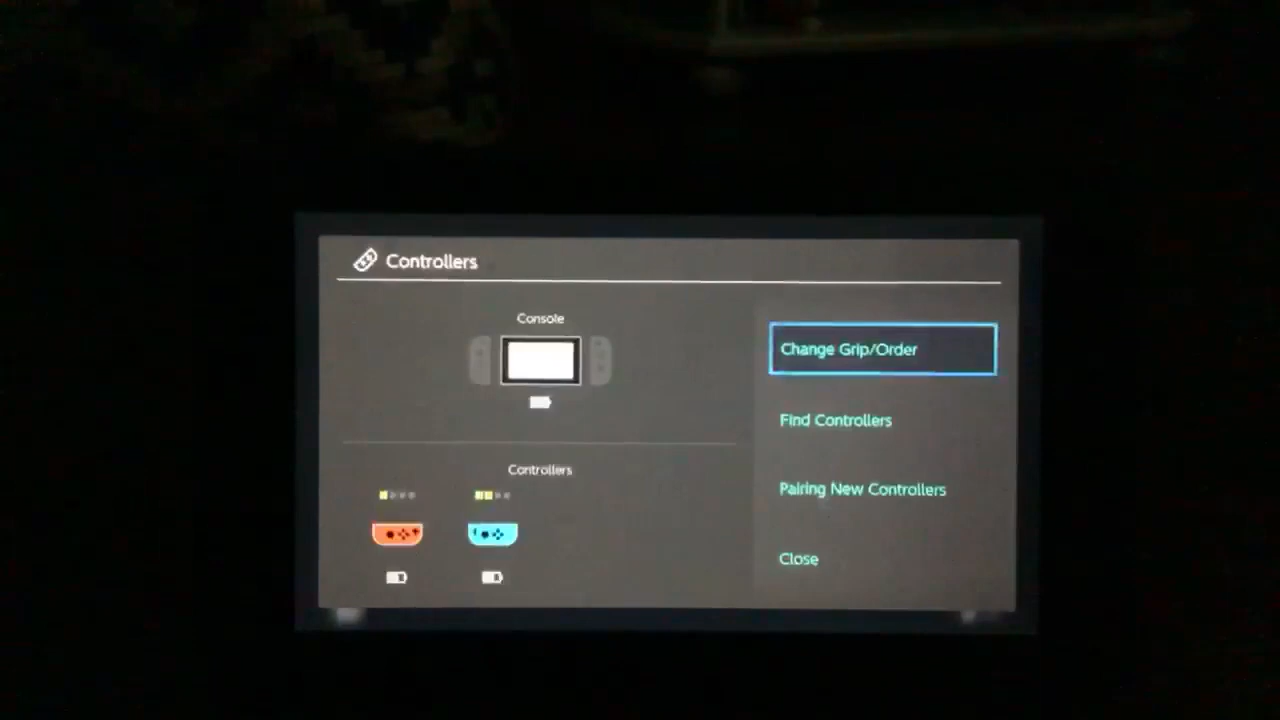 Controllers
Console
Controllers
Change Grip/Order
Find Controllers
Pairing New Controllers
Close